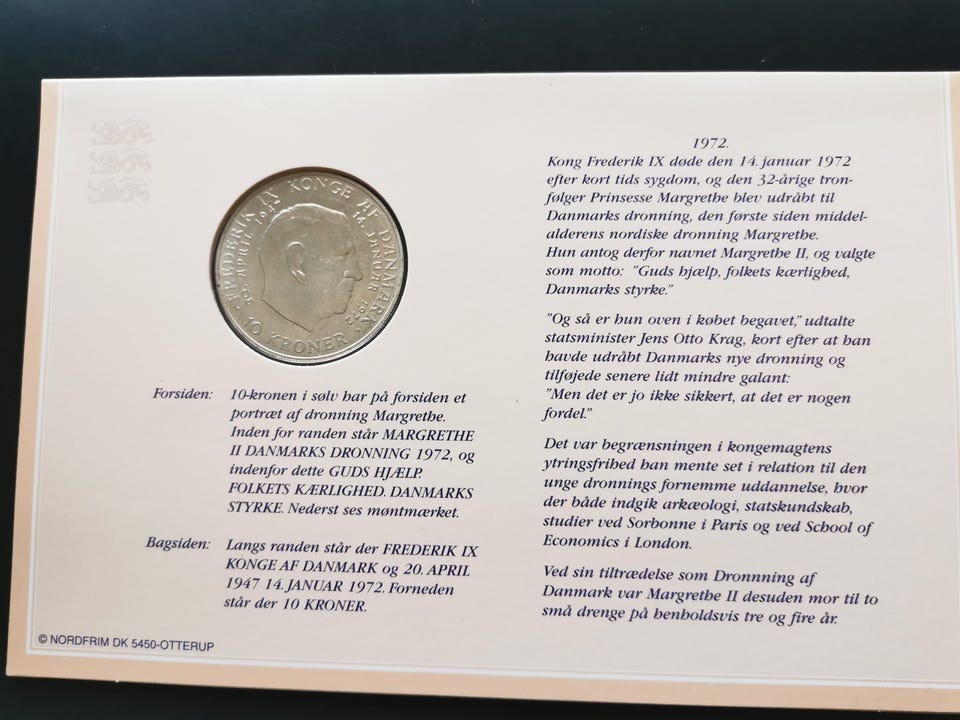 FREDERIK IX KONGE AF DANMARK
20. APRIL 1947
14. JANUAR 1972
10 KRONER
Forsiden: 10-kronen i sølv har på forsiden et
portræt af dronning Margrethe.
Inden for randen står MARGRETHE
II DANMARKS DRONNING 1972, og
indenfor dette GUDS HJÆLP.
FOLKETS KÆRLIGHED. DANMARKS
STYRKE. Nederst ses møntmærket.
Bagsiden: Langs randen står der FREDERIK IX
KONGE AF DANMARK og 20. APRIL
1947 14. JANUAR 1972. Forneden
står der 10 KRONER.
© NORDFRIM DK 5450-OTTERUP
1972.
Kong Frederik IX døde den 14. januar 1972
efter kort tids sygdom, og den 32-årige tron-
følger Prinsesse Margrethe blev udråbt til
Danmarks dronning, den første siden middel-
alderens nordiske dronning Margrethe.
Hun antog derfor navnet Margrethe II, og valgte
som motto: "Guds hjælp, folkets kærlighed,
Danmarks styrke."
"Og så er hun oven i købet begavet," udtalte
statsminister Jens Otto Krag, kort efter at han
havde udråbt Danmarks nye dronning og
tilføjede senere lidt mindre galant:
"Men det er jo ikke sikkert, at det er nogen
fordel."
Det var begrænsningen i kongemagtens
ytringsfrihed han mente set i relation til den
unge dronnings fornemme uddannelse, hvor
der både indgik arkæologi, statskundskab,
studier ved Sorbonne i Paris og ved School of
Economics i London.
Ved sin tiltrædelse som Dronnning af
Danmark var Margrethe II desuden mor til to
små drenge på henholdsvis tre og fire år.